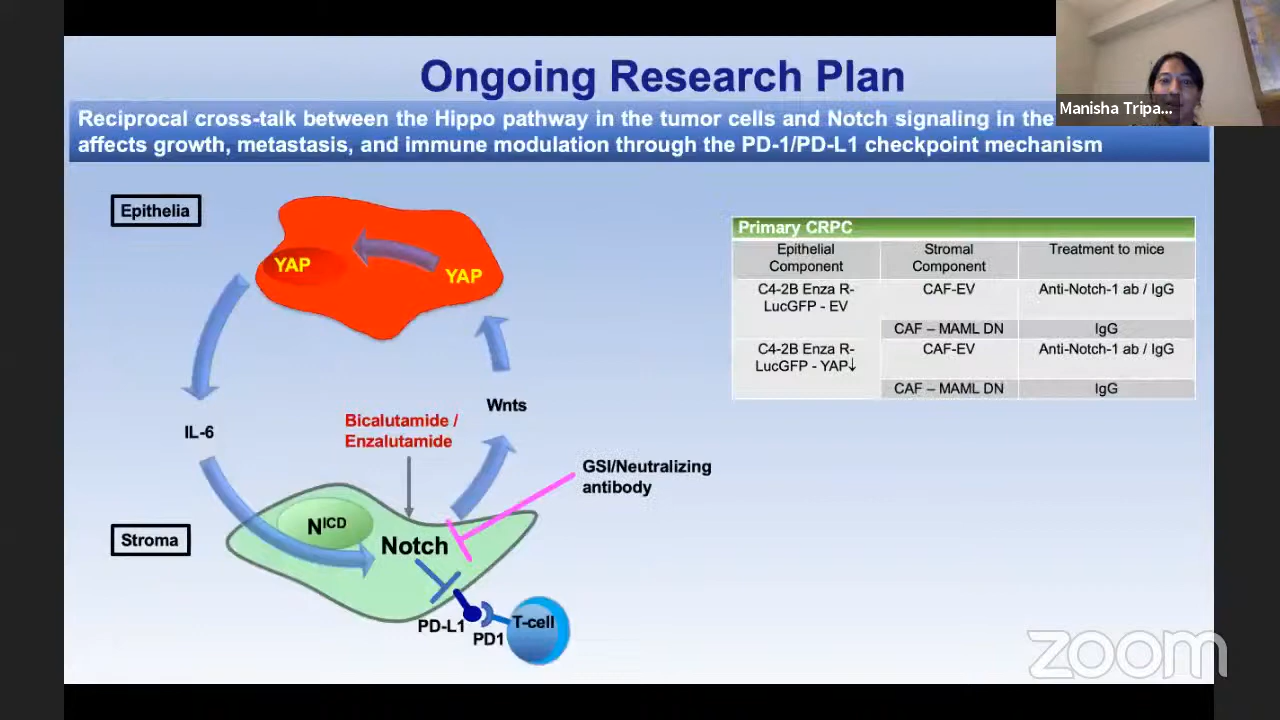 Ongoing Research Plan
Reciprocal cross-talk between the Hippo pathway in the tumor cells and Notch signaling in the
affects growth, metastasis, and immune modulation through the PD-1/PD-L1 checkpoint mechanism
Manisha Tripa...
Epithelia
YAP
YAP
IL-6
Wnts
Bicalutamide /
Enzalutamide
GSI/Neutralizing
antibody
Stroma
NICD
Notch
PD-L1
PD1
T-cell
Primary CRPC
Epithelial Component
Stromal Component
Treatment to mice
C4-2B Enza R-
LucGFP - EV
CAF-EV
Anti-Notch-1 ab / IgG
CAF – MAML DN
IgG
C4-2B Enza R-
LucGFP - YAP↓
CAF-EV
Anti-Notch-1 ab / IgG
CAF – MAML DN
IgG
zoom